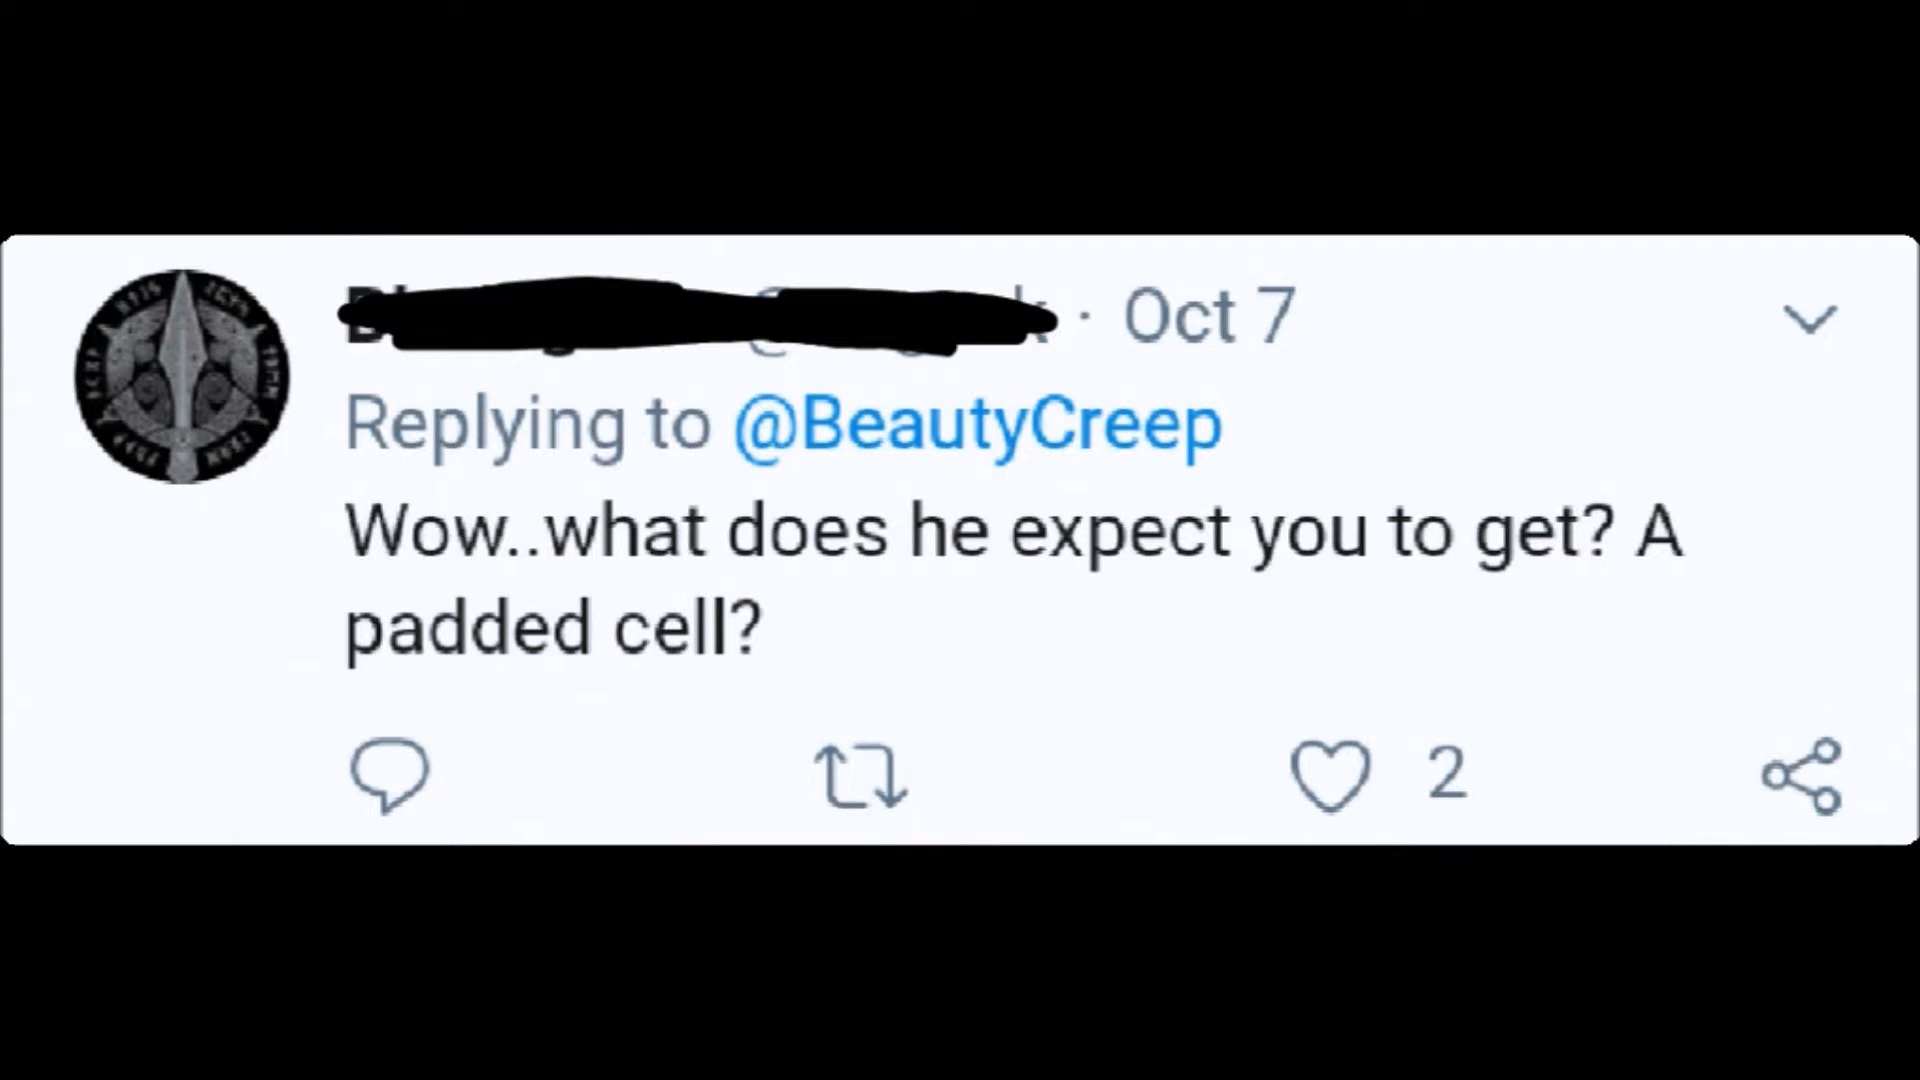 · Oct 7
Replying to @BeautyCreep
Wow..what does he expect you to get? A
padded cell?
2